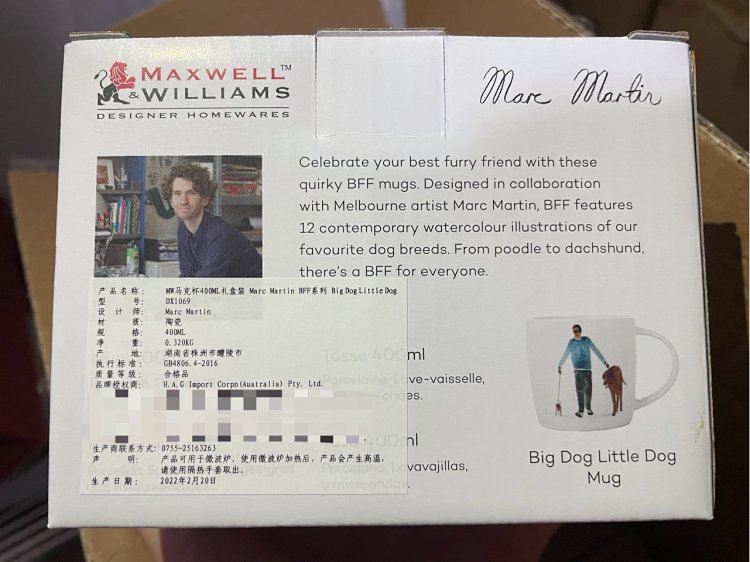 MAXWELL™
& WILLIAMS
DESIGNER HOMEWARES
Marc Martin
Celebrate your best furry friend with these
quirky BFF mugs. Designed in collaboration
with Melbourne artist Marc Martin, BFF features
12 contemporary watercolour illustrations of our
favourite dog breeds. From poodle to dachshund,
there's a BFF for everyone.
产品名称: MW马克杯400ML礼盒装 Marc Martin BFF系列 Big Dog Little Dog
型号: DX1069
设计师: Marc Martin
材质: 陶瓷
规格: 400ML
净重: 0.320KG
产地: 湖南省株洲市醴陵市
执行标准: GB4806.4-2016
质量等级: 合格品
品牌授权商: H.A.G Import Corpn(Australia) Pty. Ltd.
生产商联系方式: 0755-25163263
声明: 产品可用于微波炉, 使用微波炉加热后, 产品会产生高温,
请使用隔热手套取出.
生产日期: 2022年2月20日
Tasse 400ml
Porcelaine, Lave-vaisselle,
400ml
Porcelana, Lavavajillas,
y microondas.
Big Dog Little Dog
Mug